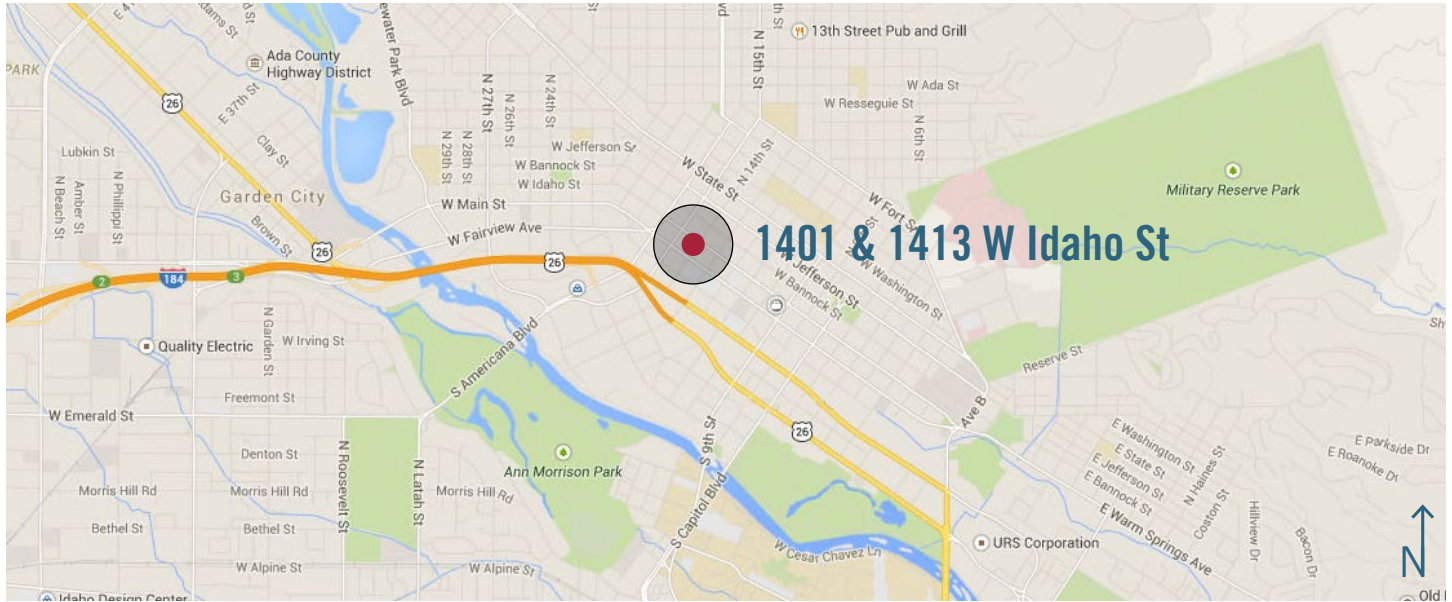 13th Street Pub and Grill
Ada County
Highway District
PARK
26
E 37th St
Clay St
Lubkin St
N Beach St
Amber St
N Phillippi St
Garden City
Brown St
26
N 27th St
N 26th St
N 24th St
N 29th St
N 28th St
W Jefferson St
W Bannock St
W Idaho St
W Main St
W Fairview Ave
26
2
184
3
N 15th St
N 14th St
W State St
W Ada St
W Resseguie St
N 6th St
W Fort St
W Washington St
W Jefferson St
W Bannock St
1401 & 1413 W Idaho St
Military Reserve Park
Reserve St
Ave B
Quality Electric
N Garden St
W Irving St
Freemont St
W Emerald St
S Americana Blvd
Denton St
N Roosevelt St
N Latah St
Morris Hill Rd
Morris Hill Rd
Morris Hill Rd
Bethel St
Bethel St
W Alpine St
W Alpine St
Idaho Design Center
Ann Morrison Park
S 9th St
S Capitol Blvd
26
W Cesar Chavez Ln
URS Corporation
E Washington St
E State St
E Jefferson St
E Bannock St
E Warm Springs Ave
N Haines St
Coston St
Hillview Dr
Bacon Dr
E Parkside Dr
E Roanoke Dr
N
Old